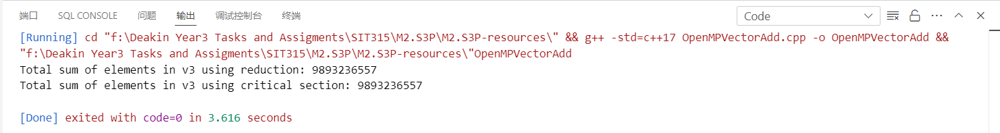 端口 SQL CONSOLE 问题 输出 调试控制台 终端 Code
[Running] cd "f:\Deakin Year3 Tasks and Assigments\SIT315\M2.S3P\M2.S3P-resources\" && g++ -std=c++17 OpenMPVectorAdd.cpp -o OpenMPVectorAdd &&
"f:\Deakin Year3 Tasks and Assigments\SIT315\M2.S3P\M2.S3P-resources\"OpenMPVectorAdd
Total sum of elements in v3 using reduction: 9893236557
Total sum of elements in v3 using critical section: 9893236557
[Done] exited with code=0 in 3.616 seconds